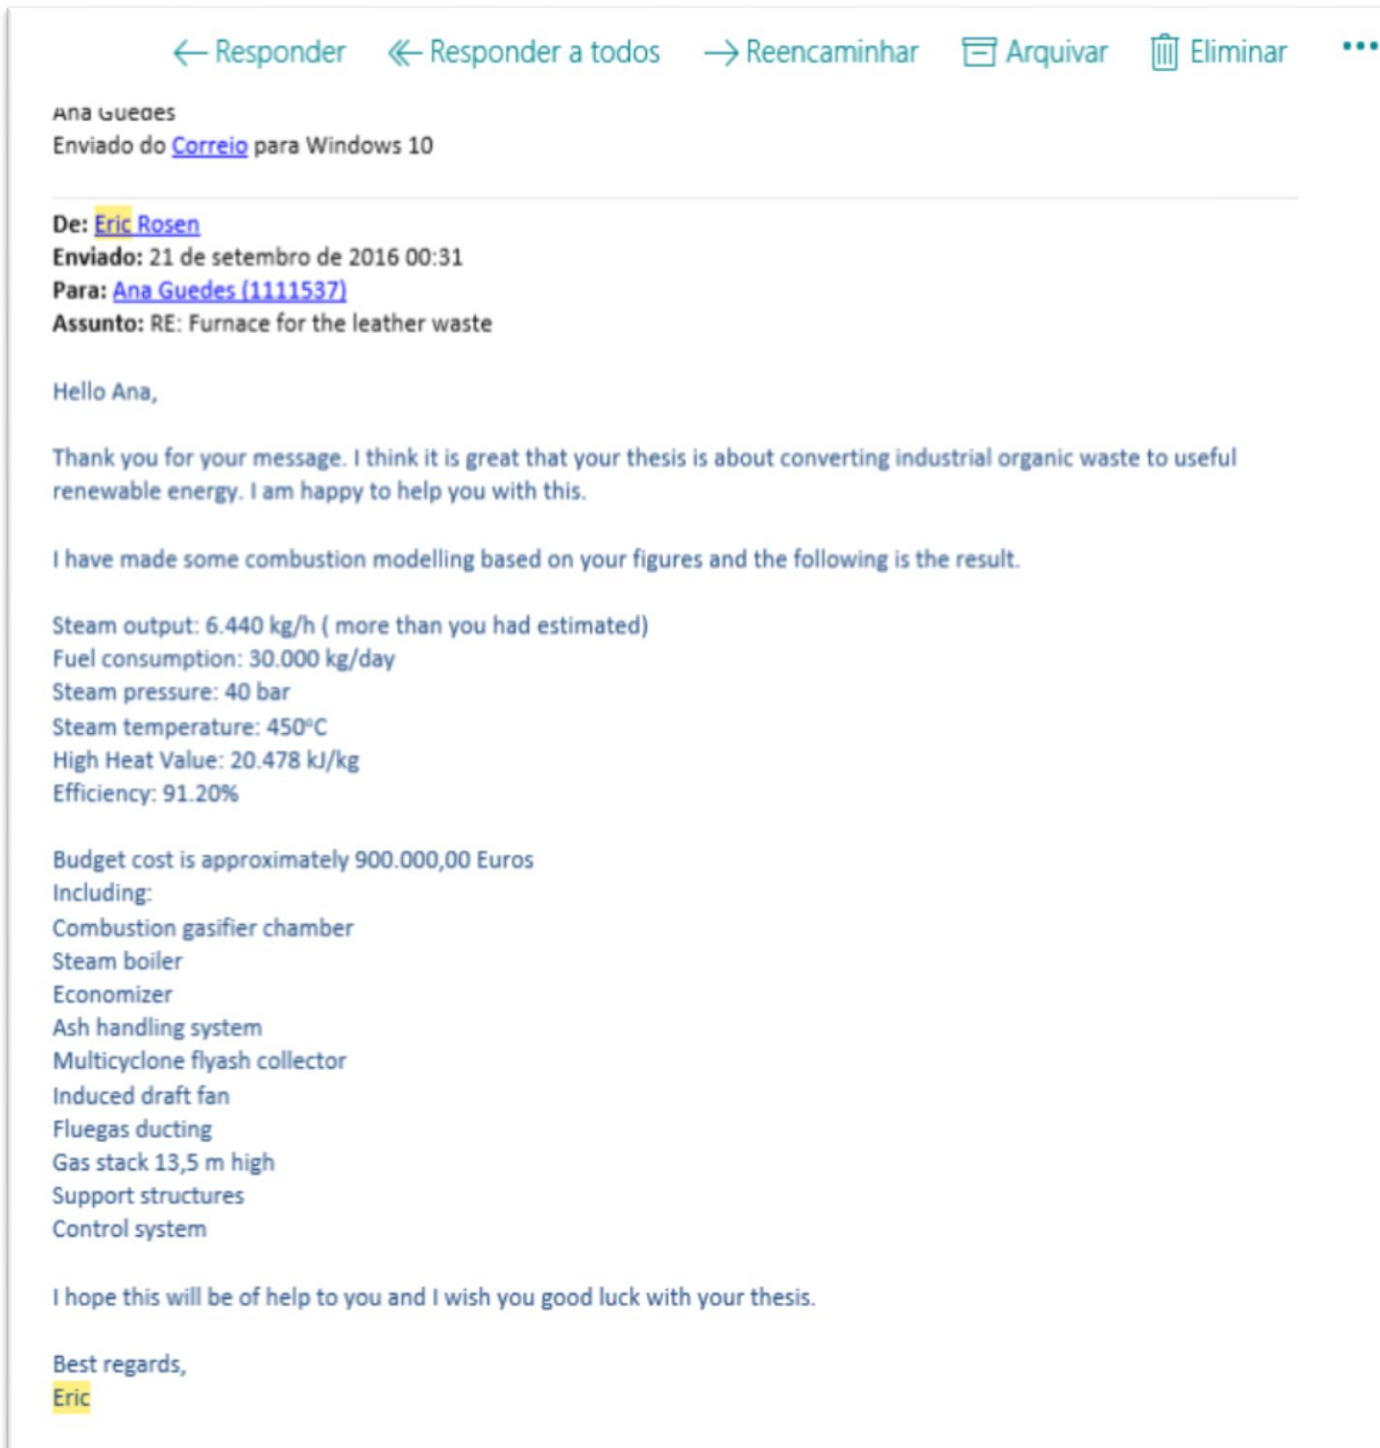 Responder Responder a todos Reencaminhar Arquivar Eliminar
Ana Guedes
Enviado do Correio para Windows 10
De: Eric Rosen
Enviado: 21 de setembro de 2016 00:31
Para: Ana Guedes (1111537)
Assunto: RE: Furnace for the leather waste
Hello Ana,
Thank you for your message. I think it is great that your thesis is about converting industrial organic waste to useful
renewable energy. I am happy to help you with this.
I have made some combustion modelling based on your figures and the following is the result.
Steam output: 6.440 kg/h ( more than you had estimated)
Fuel consumption: 30.000 kg/day
Steam pressure: 40 bar
Steam temperature: 450ºC
High Heat Value: 20.478 kJ/kg
Efficiency: 91.20%
Budget cost is approximately 900.000,00 Euros
Including:
Combustion gasifier chamber
Steam boiler
Economizer
Ash handling system
Multicyclone flyash collector
Induced draft fan
Fluegas ducting
Gas stack 13,5 m high
Support structures
Control system
I hope this will be of help to you and I wish you good luck with your thesis.
Best regards,
Eric